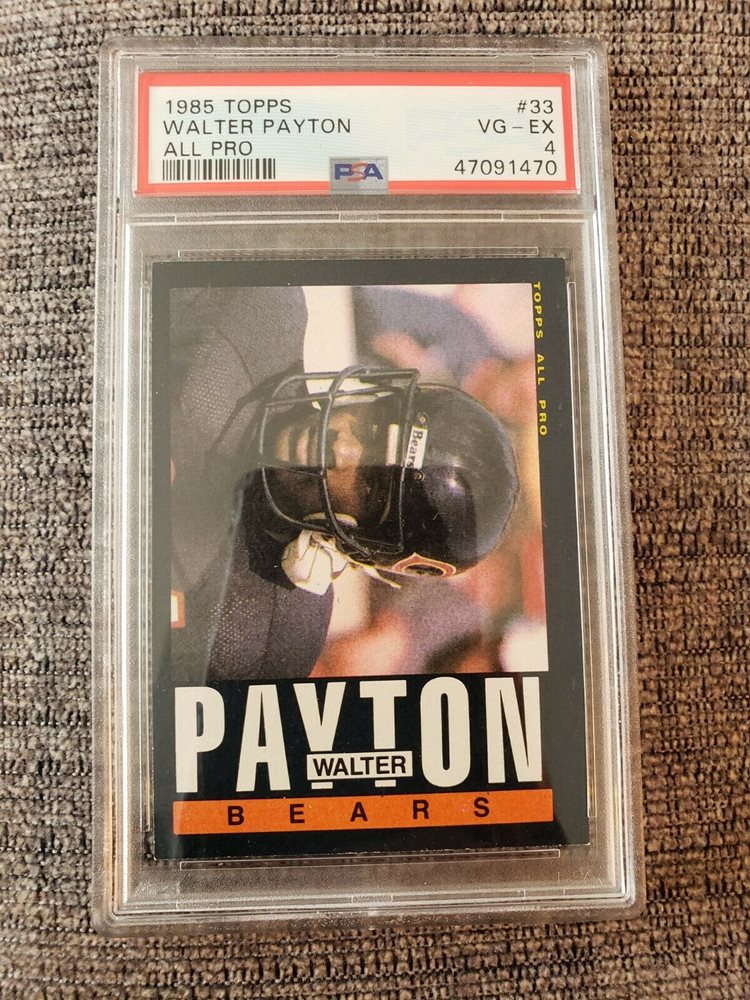 1985 TOPPS #33
WALTER PAYTON VG-EX
ALL PRO 4
PSA 47091470
TOPPS ALL PRO
Bears
PAYTON
WALTER
BEARS